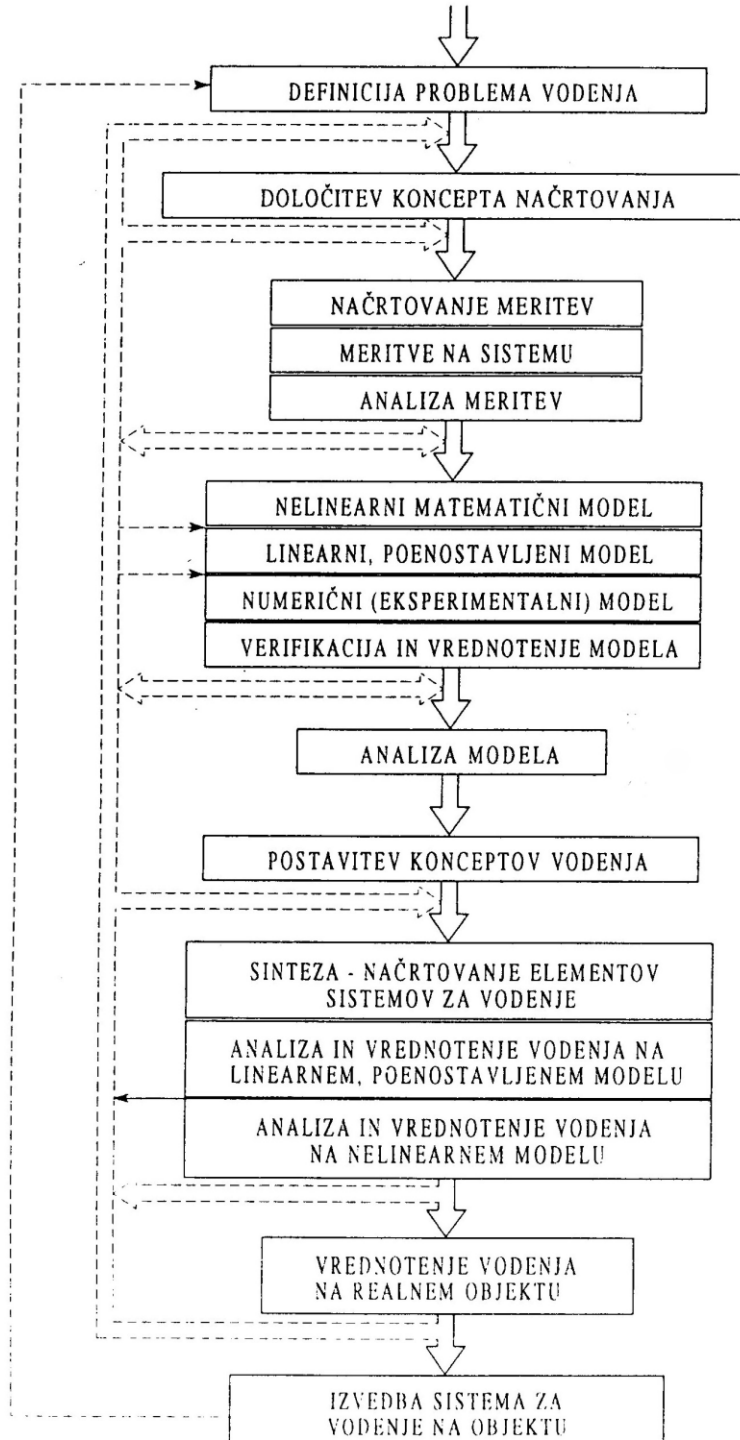 DEFINICIJA PROBLEMA VODENJA
DOLOČITEV KONCEPTA NAČRTOVANJA
NAČRTOVANJE MERITEV
MERITVE NA SISTEMU
ANALIZA MERITEV
NELINEARNI MATEMATIČNI MODEL
LINEARNI, POENOSTAVLJENI MODEL
NUMERIČNI (EKSPERIMENTALNI) MODEL
VERIFIKACIJA IN VREDNOTENJE MODELA
ANALIZA MODELA
POSTAVITEV KONCEPTOV VODENJA
SINTEZA - NAČRTOVANJE ELEMENTOV
SISTEMOV ZA VODENJE
ANALIZA IN VREDNOTENJE VODENJA NA
LINEARNEM, POENOSTAVLJENEM MODELU
ANALIZA IN VREDNOTENJE VODENJA
NA NELINEARNEM MODELU
VREDNOTENJE VODENJA
NA REALNEM OBJEKTU
IZVEDBA SISTEMA ZA
VODENJE NA OBJEKTU